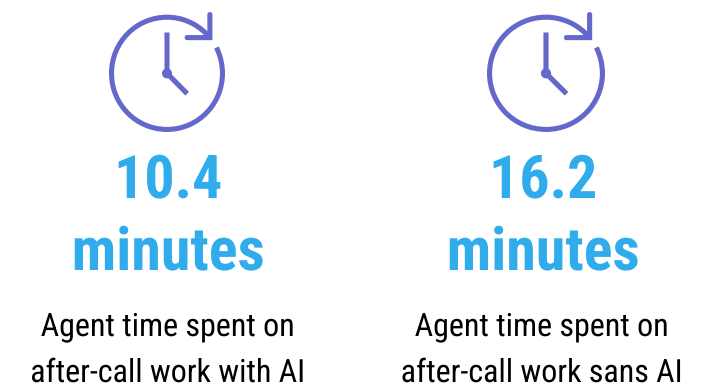 10.4
minutes
Agent time spent on
after-call work with AI
16.2
minutes
Agent time spent on
after-call work sans AI